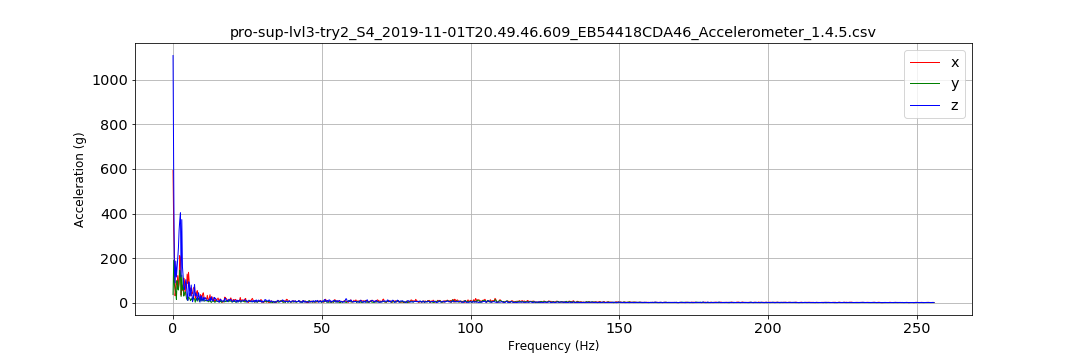 pro-sup-lvl3-try2_S4_2019-11-01T20.49.46.609_EB54418CDA46_Accelerometer_1.4.5.csv
x
y
z
1000
800
600
400
200
0
Acceleration (g)
0
50
100
150
200
250
Frequency (Hz)